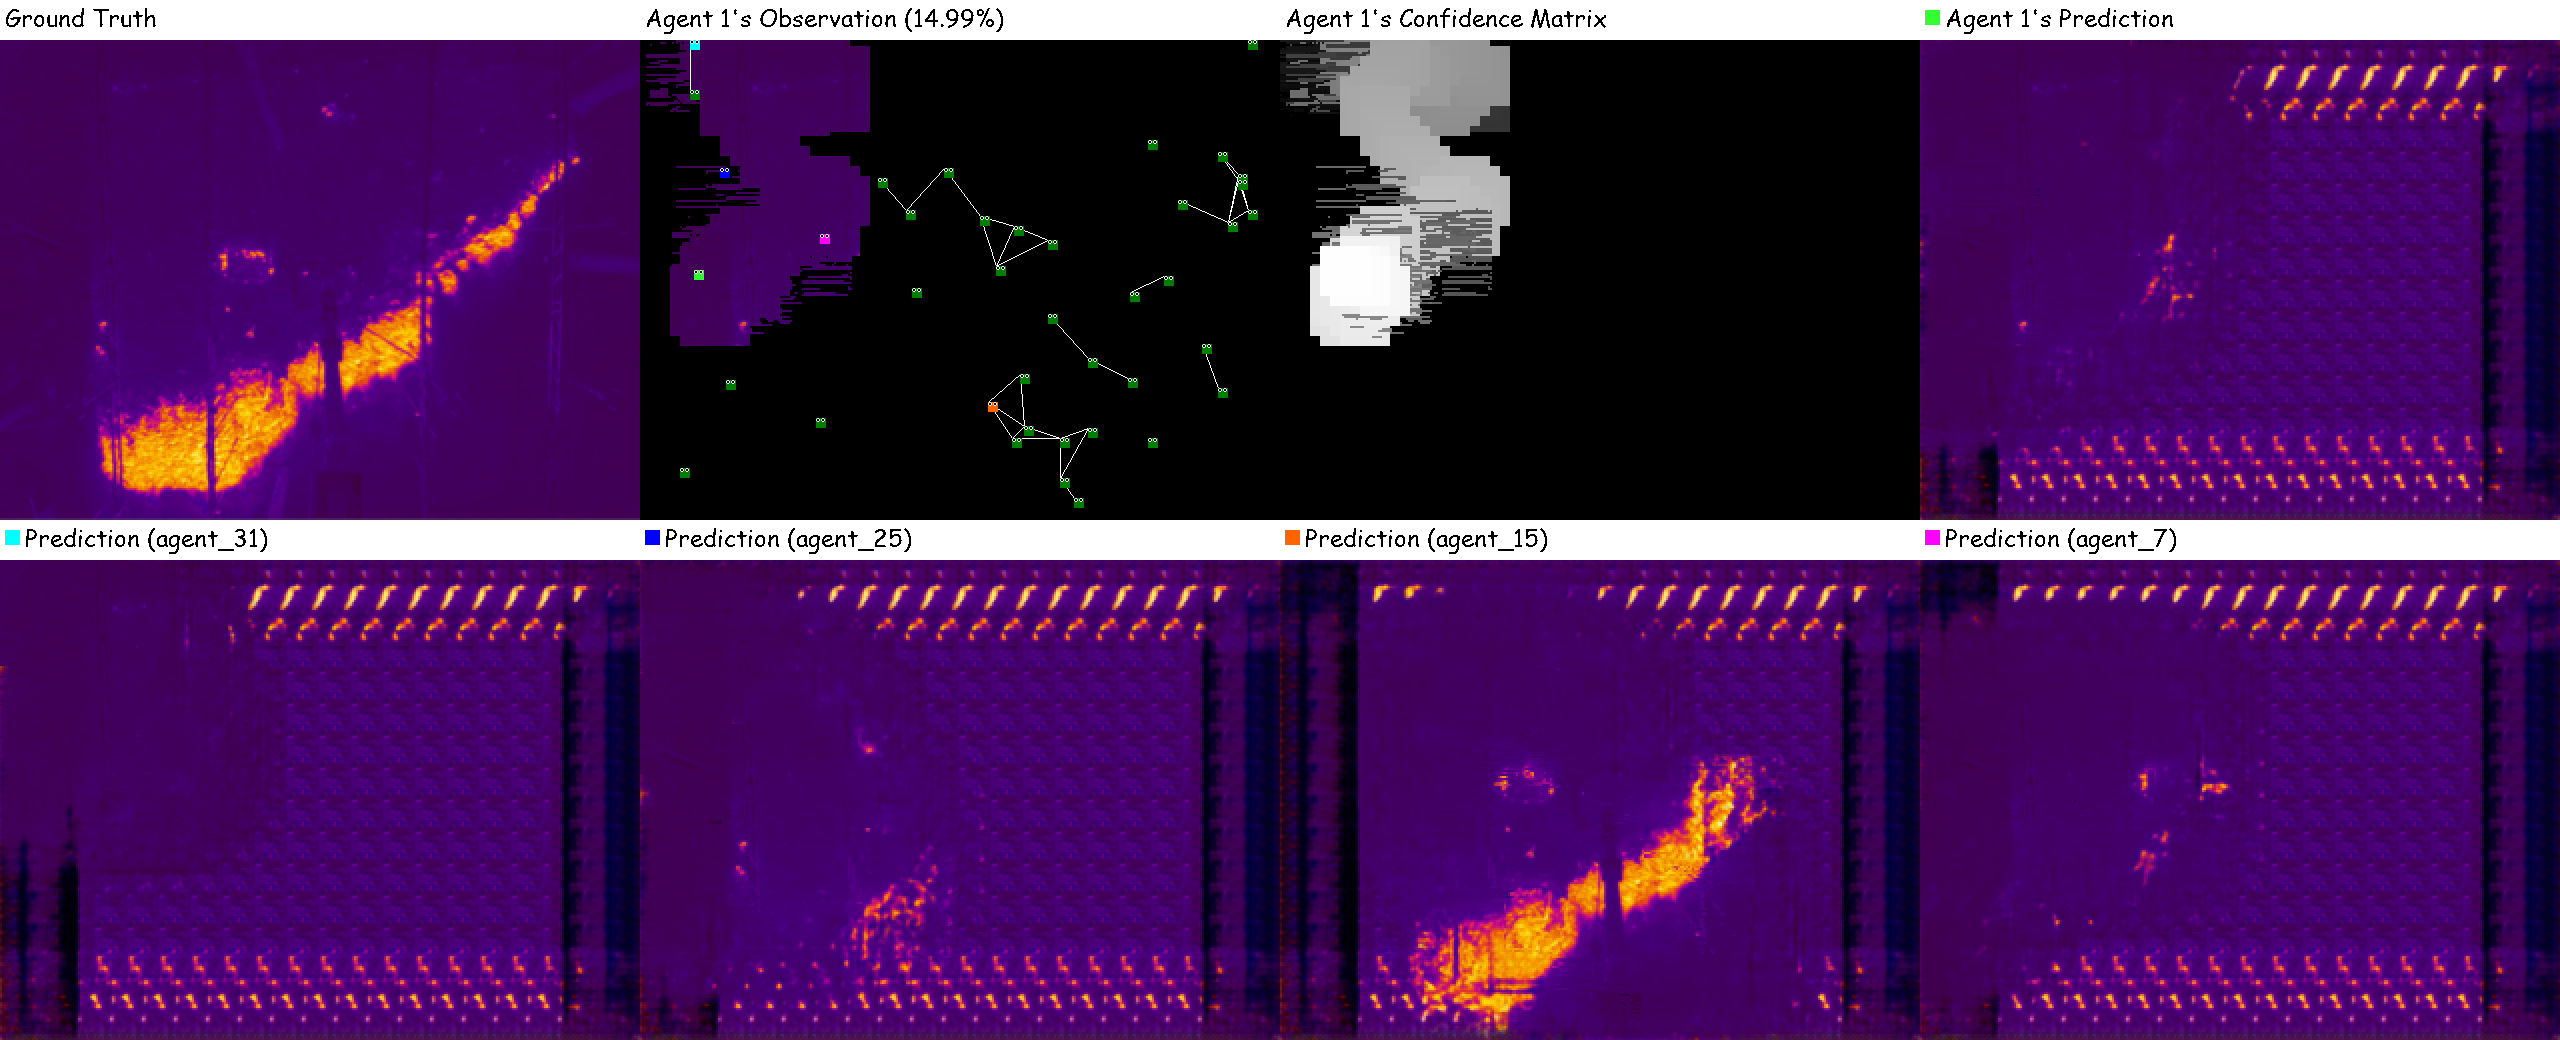 Ground Truth
Agent 1's Observation (14.99%)
Agent 1's Confidence Matrix
Agent 1's Prediction
Prediction (agent_31)
Prediction (agent_25)
Prediction (agent_15)
Prediction (agent_7)